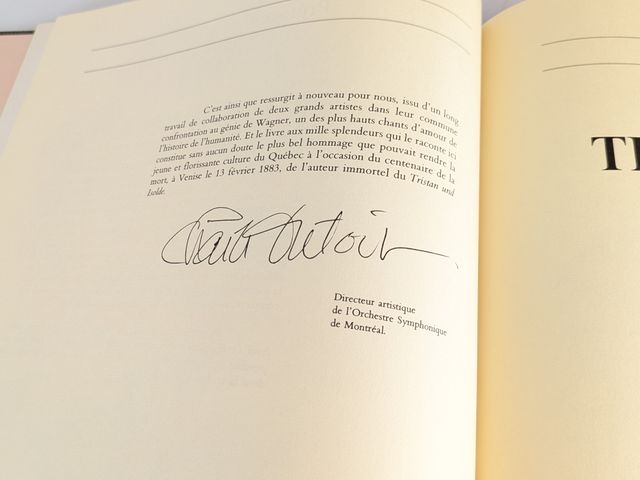 C'est ainsi que ressurgit à nouveau pour nous, issu d'un long
travail de collaboration de deux grands artistes dans leur commune
confrontation au génie de Wagner, un des plus hauts chants d'amour de
l'histoire de l'humanité. Et le livre aux mille splendeurs qui le raconte ici
constitue sans aucun doute le plus bel hommage que pouvait rendre la
jeune et florissante culture du Québec à l'occasion du centenaire de la
mort, à Venise le 13 février 1883, de l'auteur immortel du Tristan und
Isolde.
Charles Dutoit
Directeur artistique
de l'Orchestre Symphonique
de Montréal.